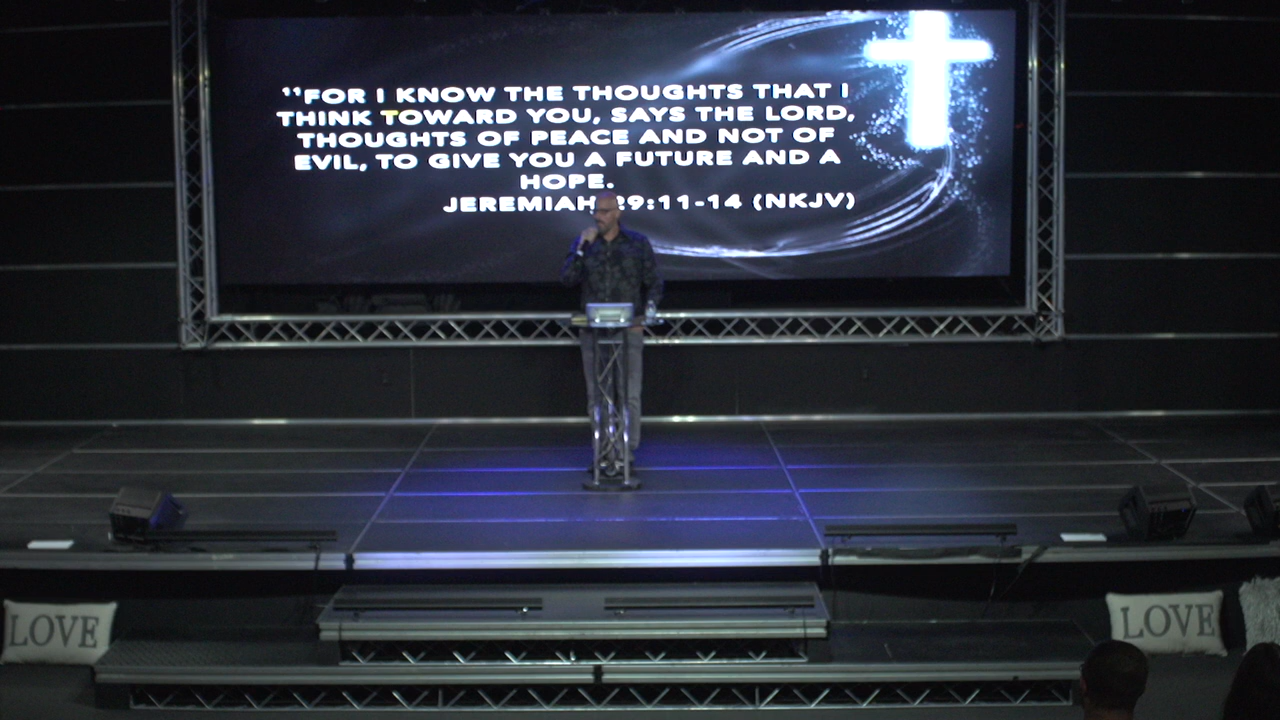 "FOR I KNOW THE THOUGHTS THAT I
THINK TOWARD YOU, SAYS THE LORD,
THOUGHTS OF PEACE AND NOT OF
EVIL, TO GIVE YOU A FUTURE AND A
HOPE.
JEREMIAH 29:11-14 (NKJV)
LOVE
LOVE